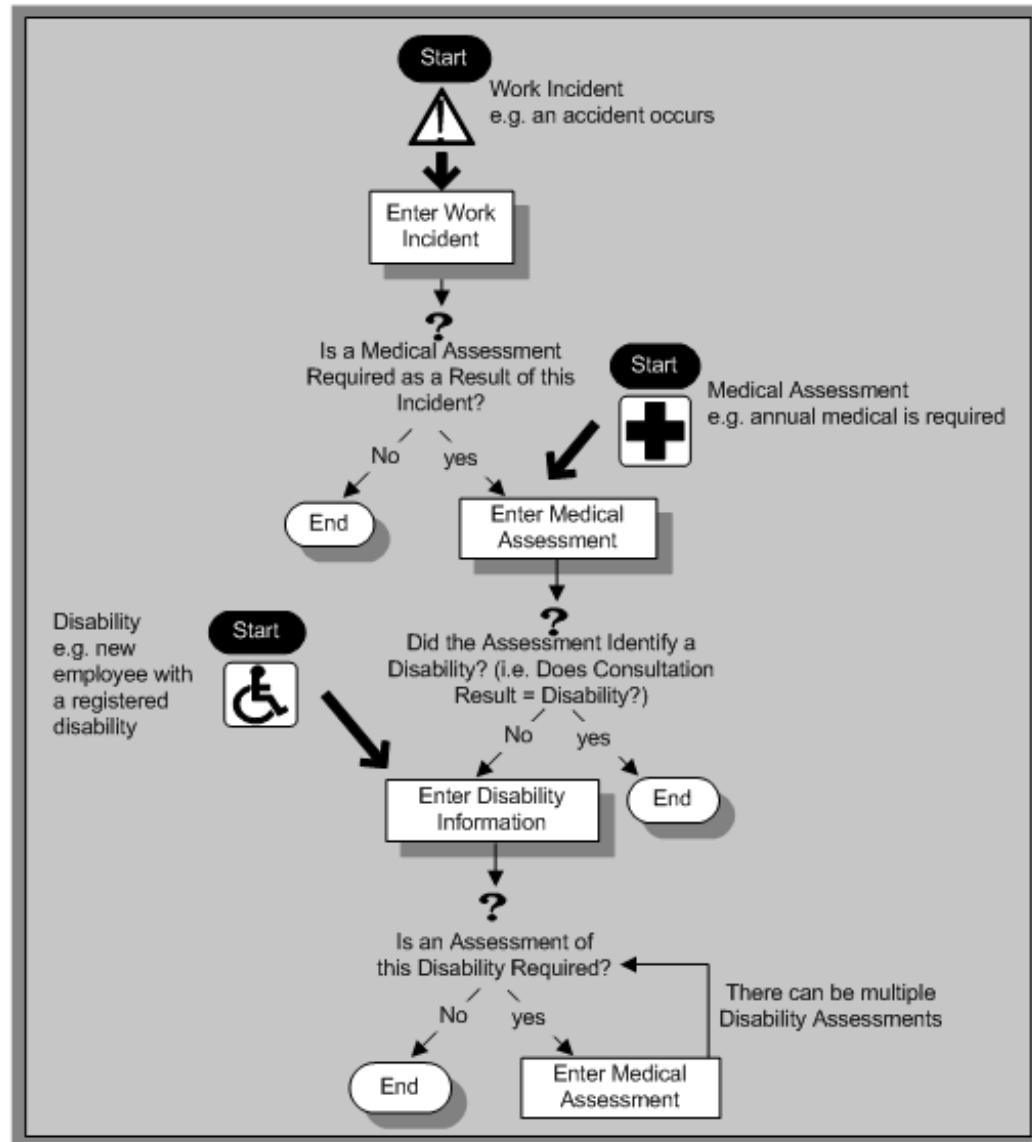 Start
Work Incident
e.g. an accident occurs
Enter Work
Incident
?
Is a Medical Assessment
Required as a Result of this
Incident?
Start
Medical Assessment
e.g. annual medical is required
No
yes
End
Enter Medical
Assessment
?
Did the Assessment Identify a
Disability? (i.e. Does Consultation
Result = Disability?)
Disability
e.g. new
employee with
a registered
disability
Start
No
yes
Enter Disability
Information
End
?
Is an Assessment of
this Disability Required?
There can be multiple
Disability Assessments
No
yes
End
Enter Medical
Assessment